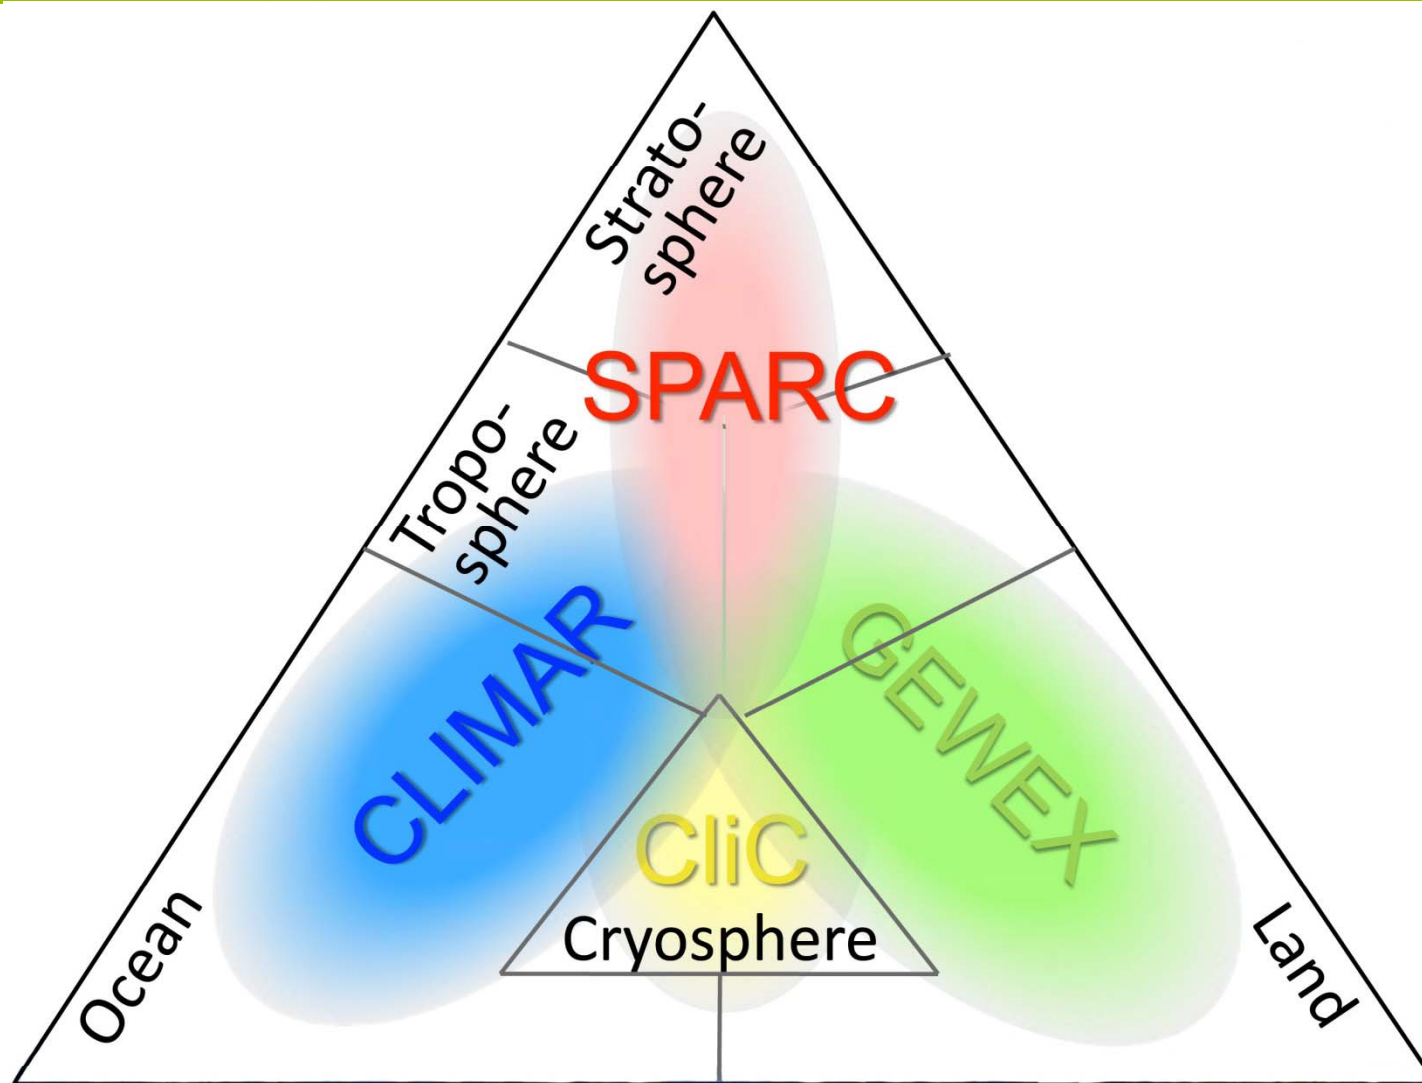 Strato-
sphere
SPARC
Tropo-
sphere
CLIMAR
GEWEX
CliC
Cryosphere
Ocean
Land